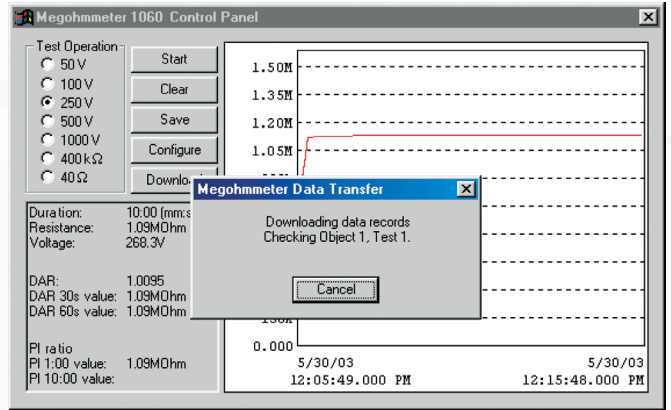 Megohmmeter 1060 Control Panel
Test Operation
50 V
100 V
250 V
500 V
1000 V
400 kΩ
40 Ω
Start
Clear
Save
Configure
Duration: 10:00
Resistance: 1.09MOhm
Voltage: 268.3V
DAR: 1.0095
DAR 30s value: 1.09MOhm
DAR 60s value: 1.09MOhm
PI ratio
PI 1:00 value: 1.09MOhm
PI 10:00 value:
1.50M
1.35M
1.20M
1.05M
Megohmmeter Data Transfer
Downloading data records
Checking Object 1, Test 1.
Cancel
0.000
5/30/03
12:05:49.000 PM
5/30/03
12:15:48.000 PM